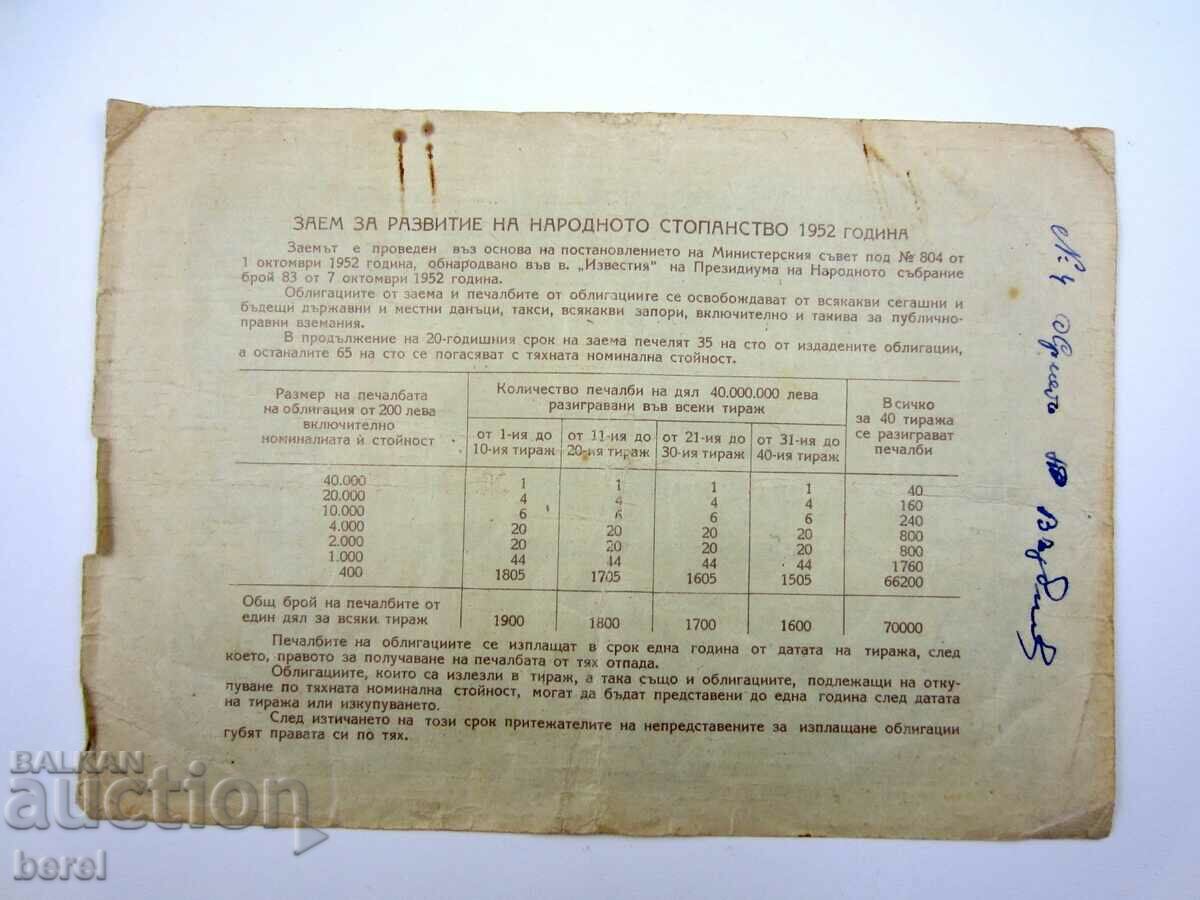 ЗАЕМ ЗА РАЗВИТИЕ НА НАРОДНОТО СТОПАНСТВО 1952 ГОДИНА
Заемът е проведен въз основа на постановлението на Министерския съвет под № 804 от
1 октомври 1952 година, обнародвано във в. „Известия" на Президиума на Народното събрание
брой 83 от 7 октомври 1952 година.
Облигациите от заема и печалбите от облигациите се освобождават от всякакви сегашни и
бъдещи държавни и местни данъци, такси, всякакви запори, включително и такива за публично-
правни вземания.
В продължение на 20-годишния срок на заема печелят 35 на сто от издадените облигации,
а останалите 65 на сто се погасяват с тяхната номинална стойност.
Размер на печалбата
на облигация от 200 лева
включително
номиналната ѝ стойност
Количество печалби на дял 40.000.000 лева
разигравани във всеки тираж
от 1-ия до
10-ия тираж
от 11-ия до
20-ия тираж
от 21-ия до
30-ия тираж
от 31-ия до
40-ия тираж
Всичко
за 40 тиража
се разиграват
печалби
40.000 1 1 1 1 40
20.000 4 4 4 4 160
10.000 6 6 6 6 240
4.000 20 20 20 20 800
2.000 20 20 20 20 800
1.000 44 44 44 44 1760
400 1805 1705 1605 1505 66200
Общ брой на печалбите от
един дял за всяки тираж 1900 1800 1700 1600 70000
Печалбите на облигациите се изплащат в срок една година от датата на тиража, след
което, правото за получаване на печалбата от тях отпада.
Облигациите, които са излезли в тираж, а така също и облигациите, подлежащи на отку-
пуване по тяхната номинална стойност, могат да бъдат представени до една година след датата
на тиража или изкупуването.
След изтичането на този срок притежателите на непредставените за изплащане облигации
губят правата си по тях.
BALKAN
auction
berel